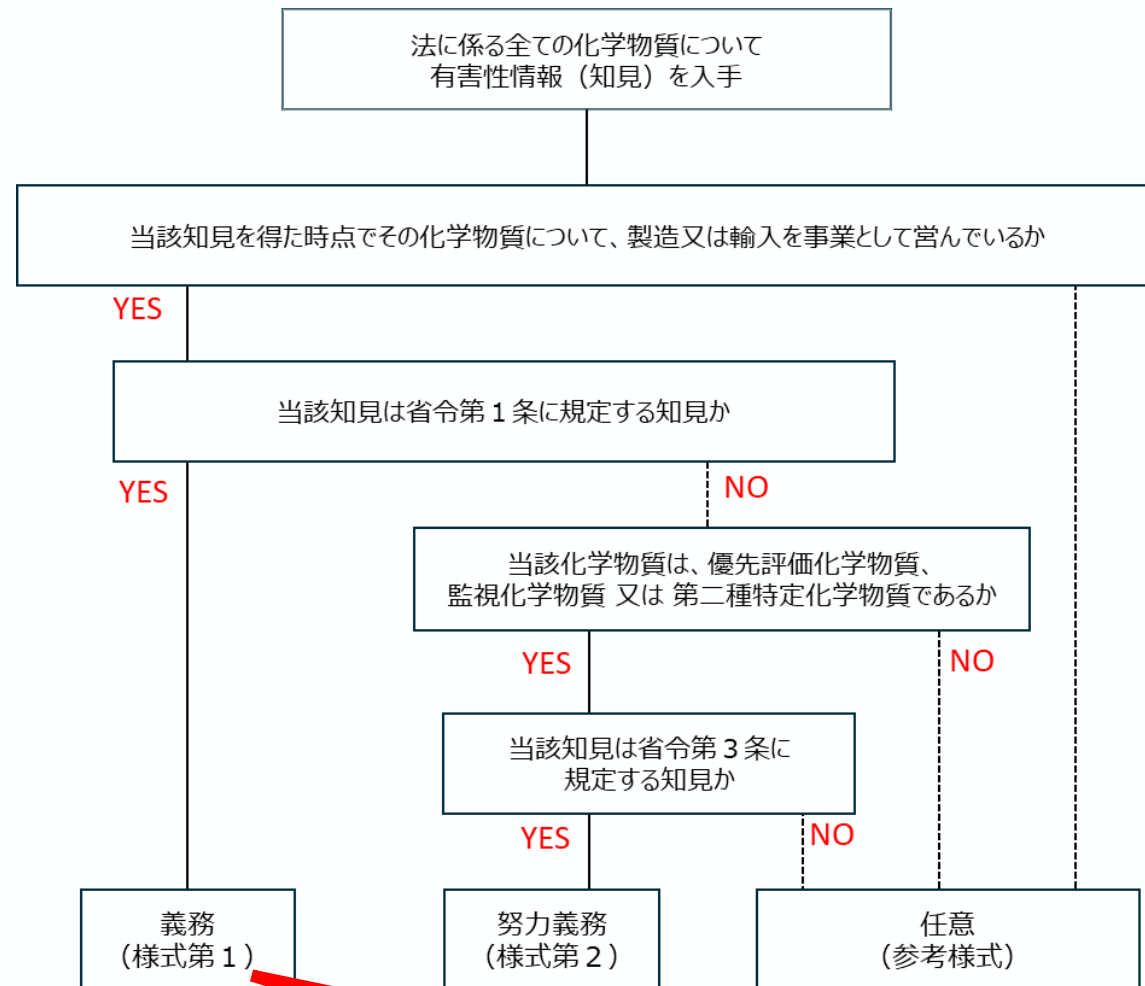 法に係る全ての化学物質について
有害性情報（知見）を入手
当該知見を得た時点でその化学物質について、製造又は輸入を事業として営んでいるか
YES
当該知見は省令第１条に規定する知見か
YES
NO
当該化学物質は、優先評価化学物質、
監視化学物質 又は 第二種特定化学物質であるか
YES
NO
当該知見は省令第３条に
規定する知見か
YES
NO
義務
（様式第１）
努力義務
（様式第２）
任意
（参考様式）